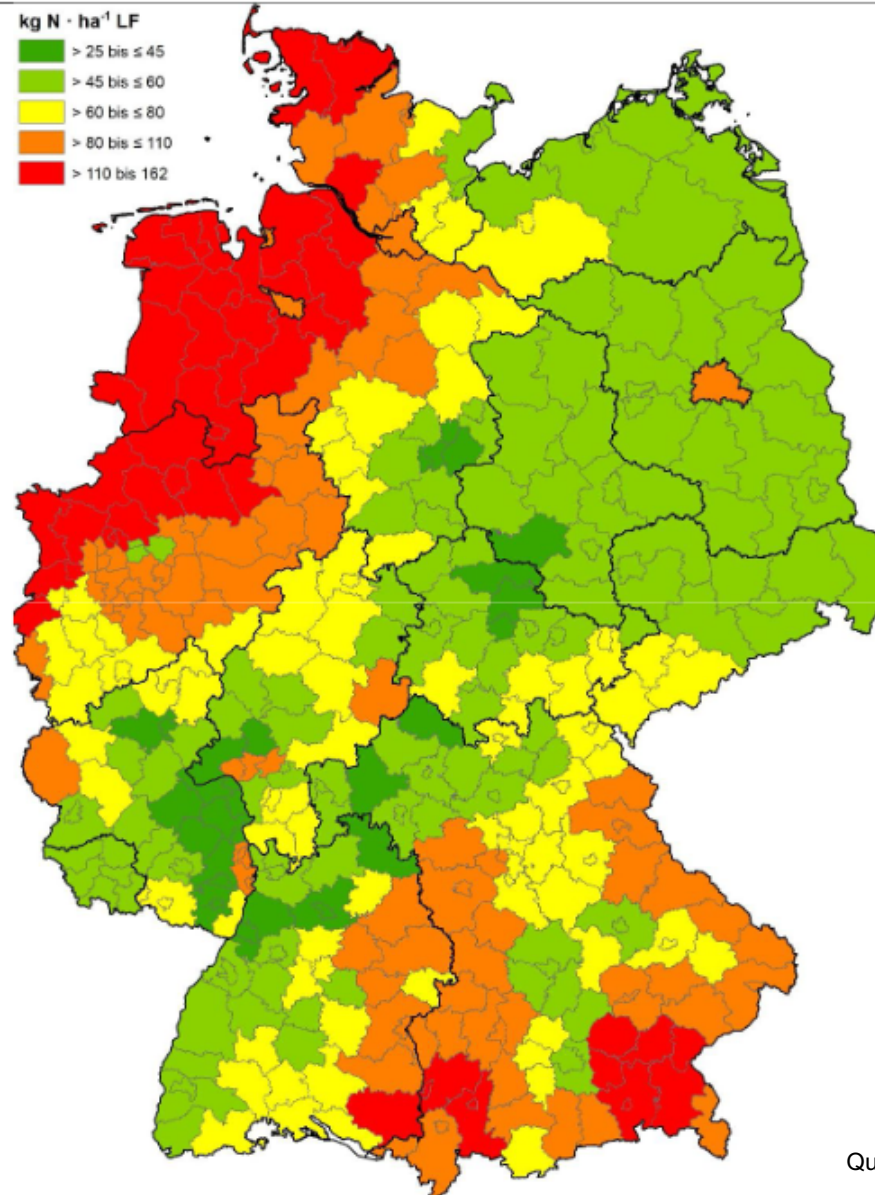 kg N · ha⁻¹ LF
> 25 bis ≤ 45
> 45 bis ≤ 60
> 60 bis ≤ 80
> 80 bis ≤ 110
> 110 bis 162
Qu